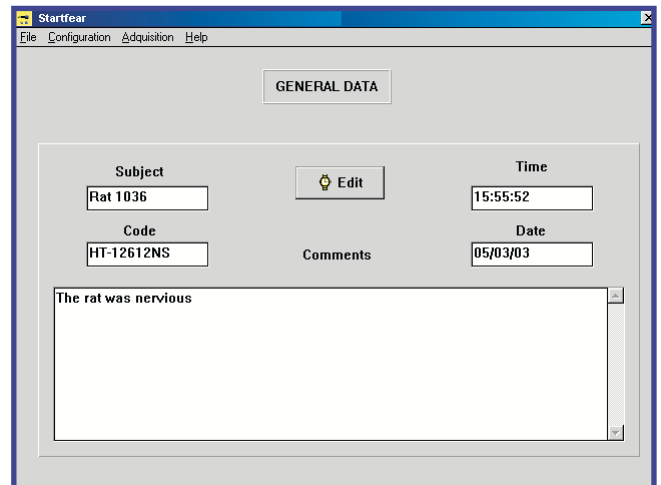 Startfear
File Configuration Adquisition Help
GENERAL DATA
Subject
Rat 1036
Edit
Time
15:55:52
Code
HT-12612NS
Comments
Date
05/03/03
The rat was nervious